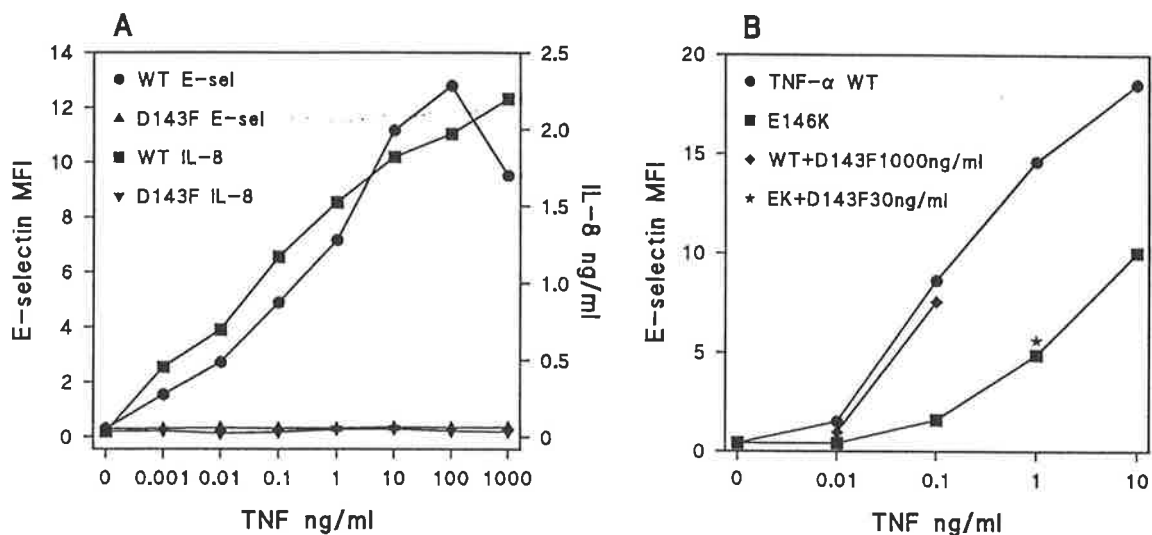 A
E-selectin MFI
14
12
10
8
6
4
2
0
WT E-sel
D143F E-sel
WT IL-8
D143F IL-8
2.5
2.0
1.5
1.0
0.5
0
IL-8 ng/ml
0 0.001 0.01 0.1 1 10 100 1000
TNF ng/ml
B
E-selectin MFI
20
15
10
5
0
TNF-α WT
E146K
WT+D143F1000ng/ml
EK+D143F30ng/ml
0 0.01 0.1 1 10
TNF ng/ml